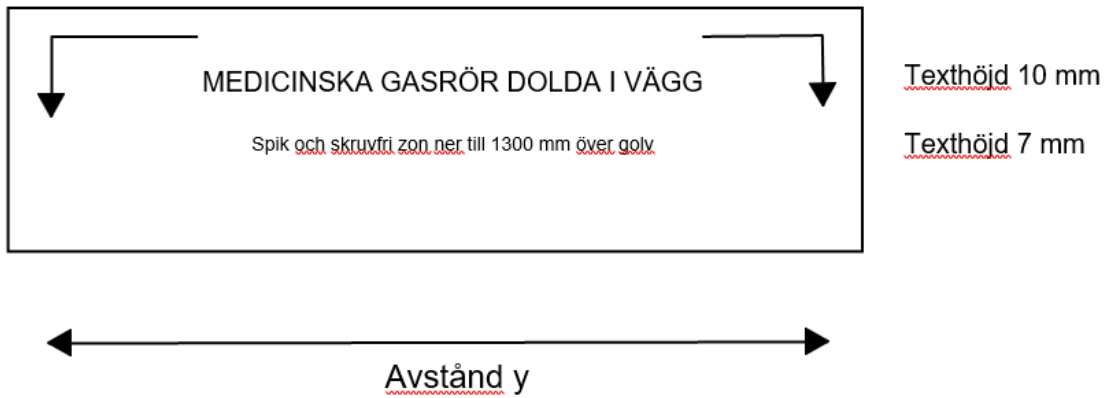 MEDICINSKA GASRÖR DOLDA I VÄGG
Texthöjd 10 mm
Spik och skruvfri zon ner till 1300 mm över golv
Texthöjd 7 mm
Avstånd y